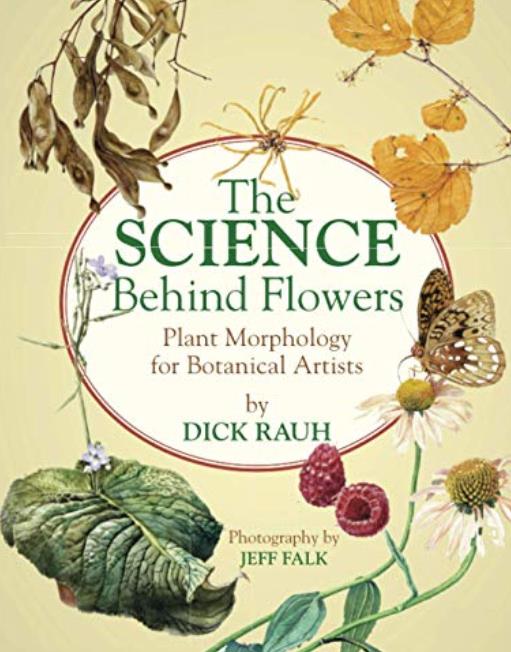 The
SCIENCE
Behind Flowers
Plant Morphology
for Botanical Artists
by
DICK RAUH
Photography by
JEFF FALK